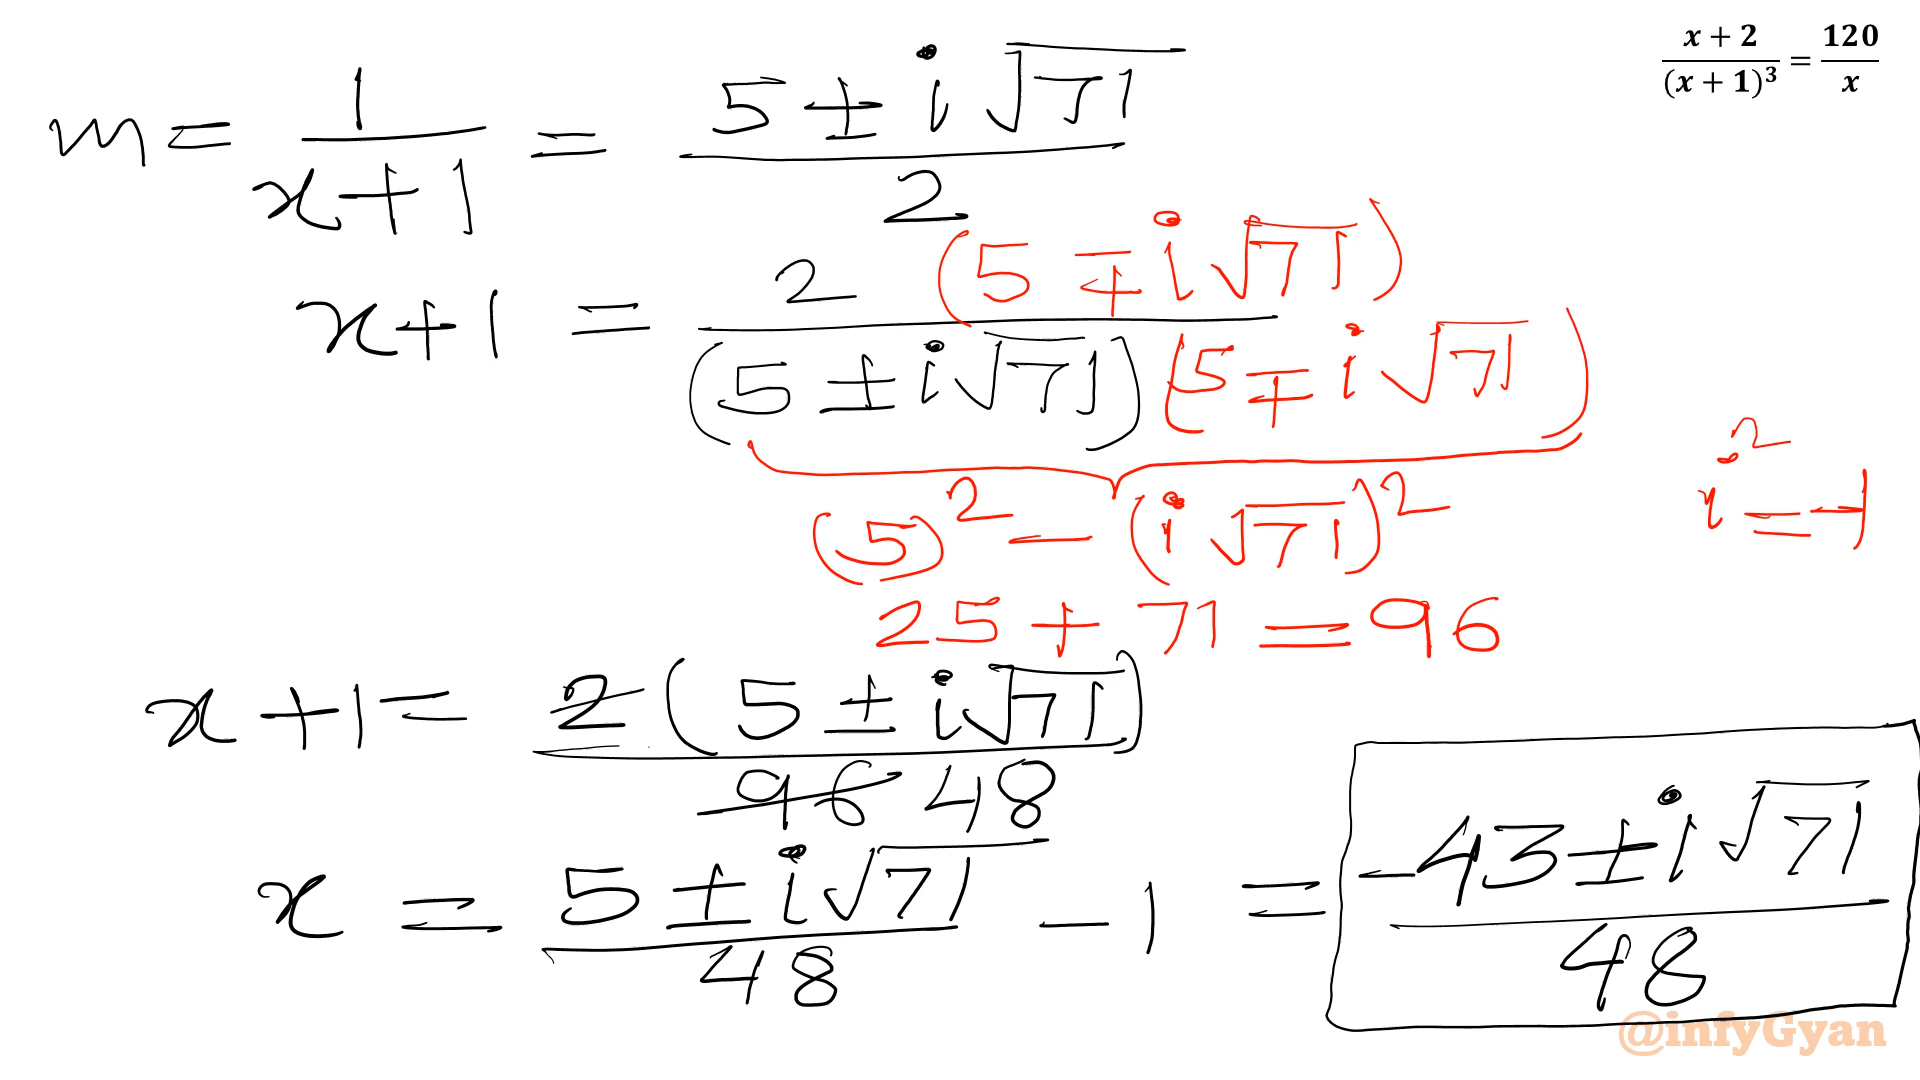 (x + 2)/(x + 1)³ = 120/x
m = 1/(x+1) = (5 ± i√71)/2
x+1 = 2 (5 ∓ i√71)/((5 ± i√71)(5 ∓ i√71))
i² = -1
(5)² - (i√71)²
25 + 71 = 96
x+1 = 2(5 ± i√71)/96 48
x = (5 ± i√71)/48 - 1 = (-43 ± i√71)/48
@infyGyan